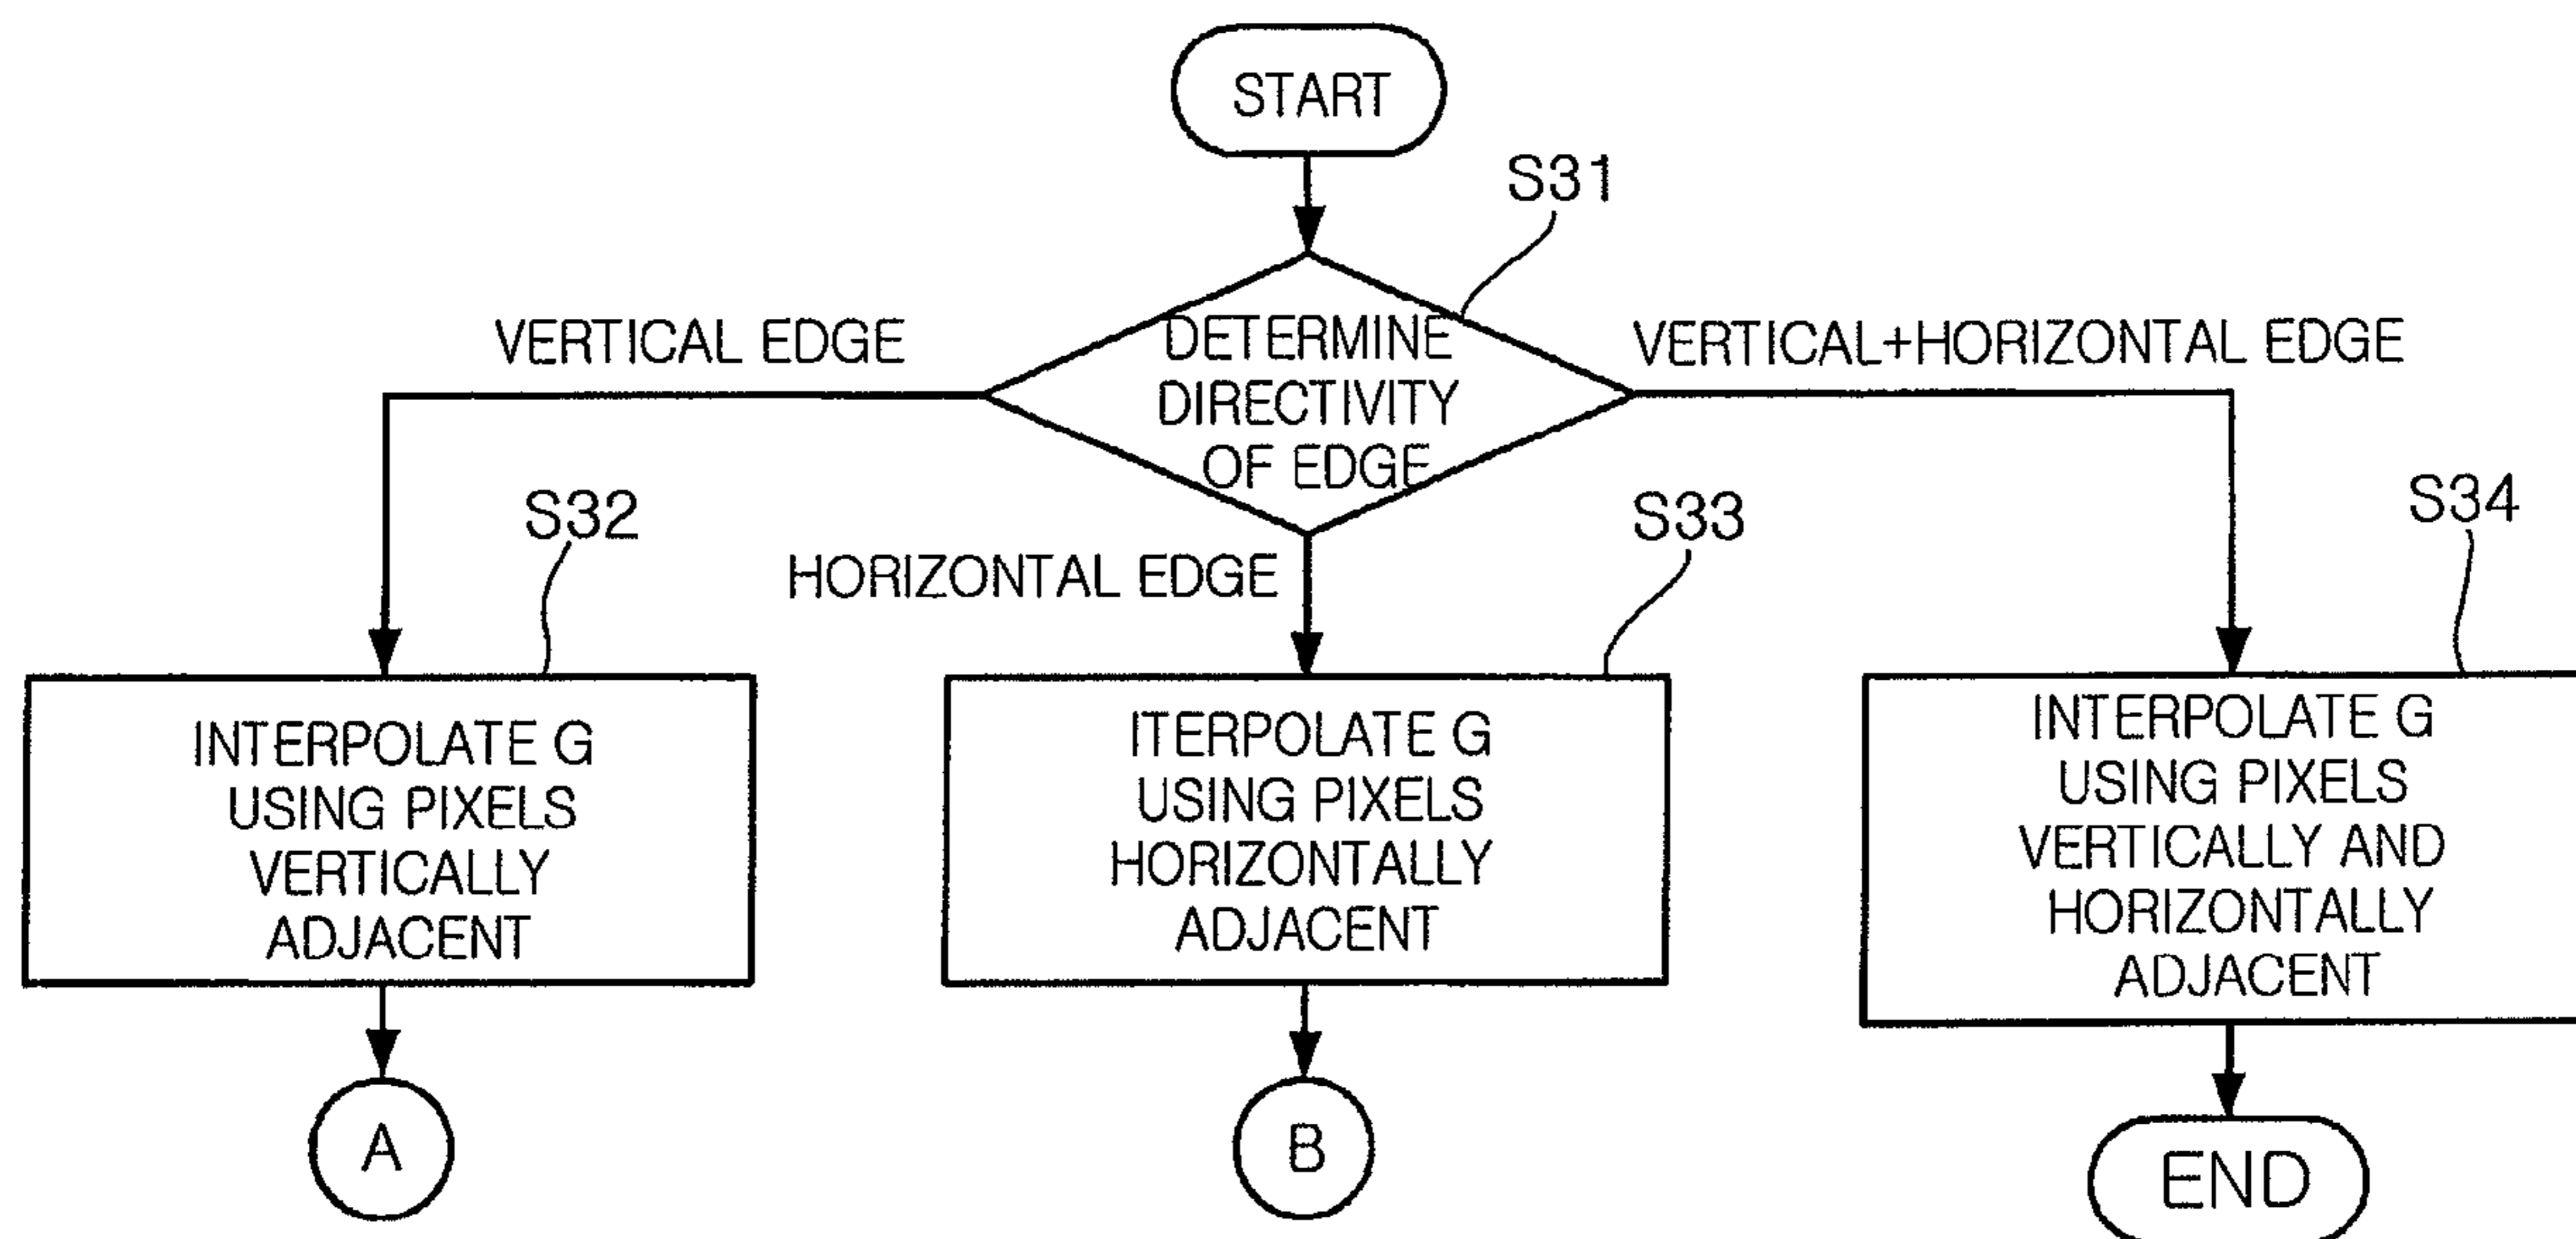 START
S31
DETERMINE
DIRECTIVITY
OF EDGE
VERTICAL EDGE
VERTICAL+HORIZONTAL EDGE
HORIZONTAL EDGE
S32
INTERPOLATE G
USING PIXELS
VERTICALLY
ADJACENT
A
S33
ITERPOLATE G
USING PIXELS
HORIZONTALLY
ADJACENT
B
S34
INTERPOLATE G
USING PIXELS
VERTICALLY AND
HORIZONTALLY
ADJACENT
END